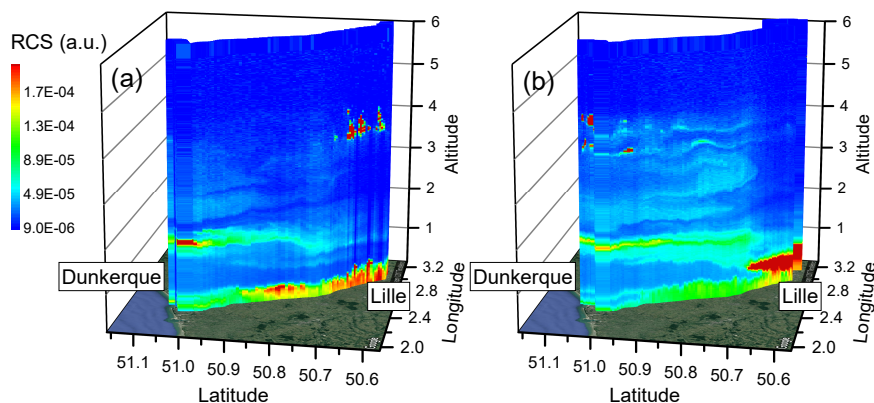 RCS (a.u.)
1.7E-04
1.3E-04
8.9E-05
4.9E-05
9.0E-06
(a)
Dunkerque
Lille
6
5
4
3
2
1
Altitude
3.2
2.8
2.4
2.0
Longitude
51.1
51.0
50.9
50.8
50.7
50.6
Latitude
(b)
Dunkerque
Lille
6
5
4
3
2
1
Altitude
3.2
2.8
2.4
2.0
Longitude
51.1
51.0
50.9
50.8
50.7
50.6
Latitude